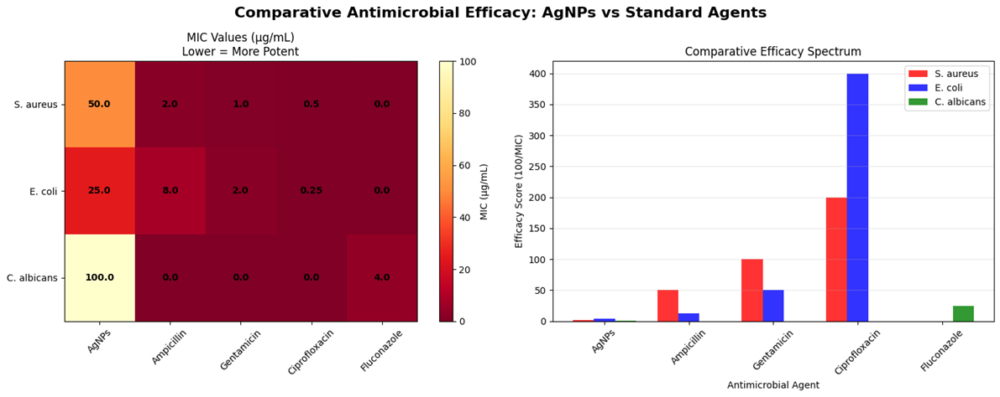 Comparative Antimicrobial Efficacy: AgNPs vs Standard Agents
MIC Values (µg/mL)
Lower = More Potent
S. aureus
E. coli
C. albicans
50.0 2.0 1.0 0.5 0.0
25.0 8.0 2.0 0.25 0.0
100.0 0.0 0.0 0.0 4.0
AgNPs
Ampicillin
Gentamicin
Ciprofloxacin
Fluconazole
100
80
60
40
20
0
MIC (µg/mL)
Comparative Efficacy Spectrum
Efficacy Score (100/MIC)
400
350
300
250
200
150
100
50
0
S. aureus
E. coli
C. albicans
AgNPs
Ampicillin
Gentamicin
Ciprofloxacin
Fluconazole
Antimicrobial Agent